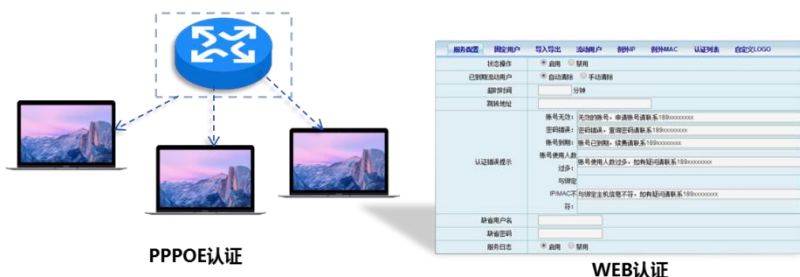 服务配置 固定用户 导入导出 流动用户 例外IP 例外MAC 认证列表 自定义LOGO
状态操作 启用 禁用
已到期流动用户 自动清除 手动清除
超时时间 分钟
跳转地址
认证错误提示
账号无效： 无效的账号，申请账号请联系189xxxxxxxx
密码错误： 密码错误，查询密码请联系189xxxxxxxx
账号到期： 账号已到期，续费请联系189xxxxxxxx
账号使用人数
过多： 账号使用人数过多，如有疑问请联系189xxxxxxxx
与绑定
IP/MAC不 与绑定主机信息不符，如有疑问请联系189xxxxxxxx
符：
缺省用户名
缺省密码
服务日志 启用 禁用
PPPOE认证
WEB认证